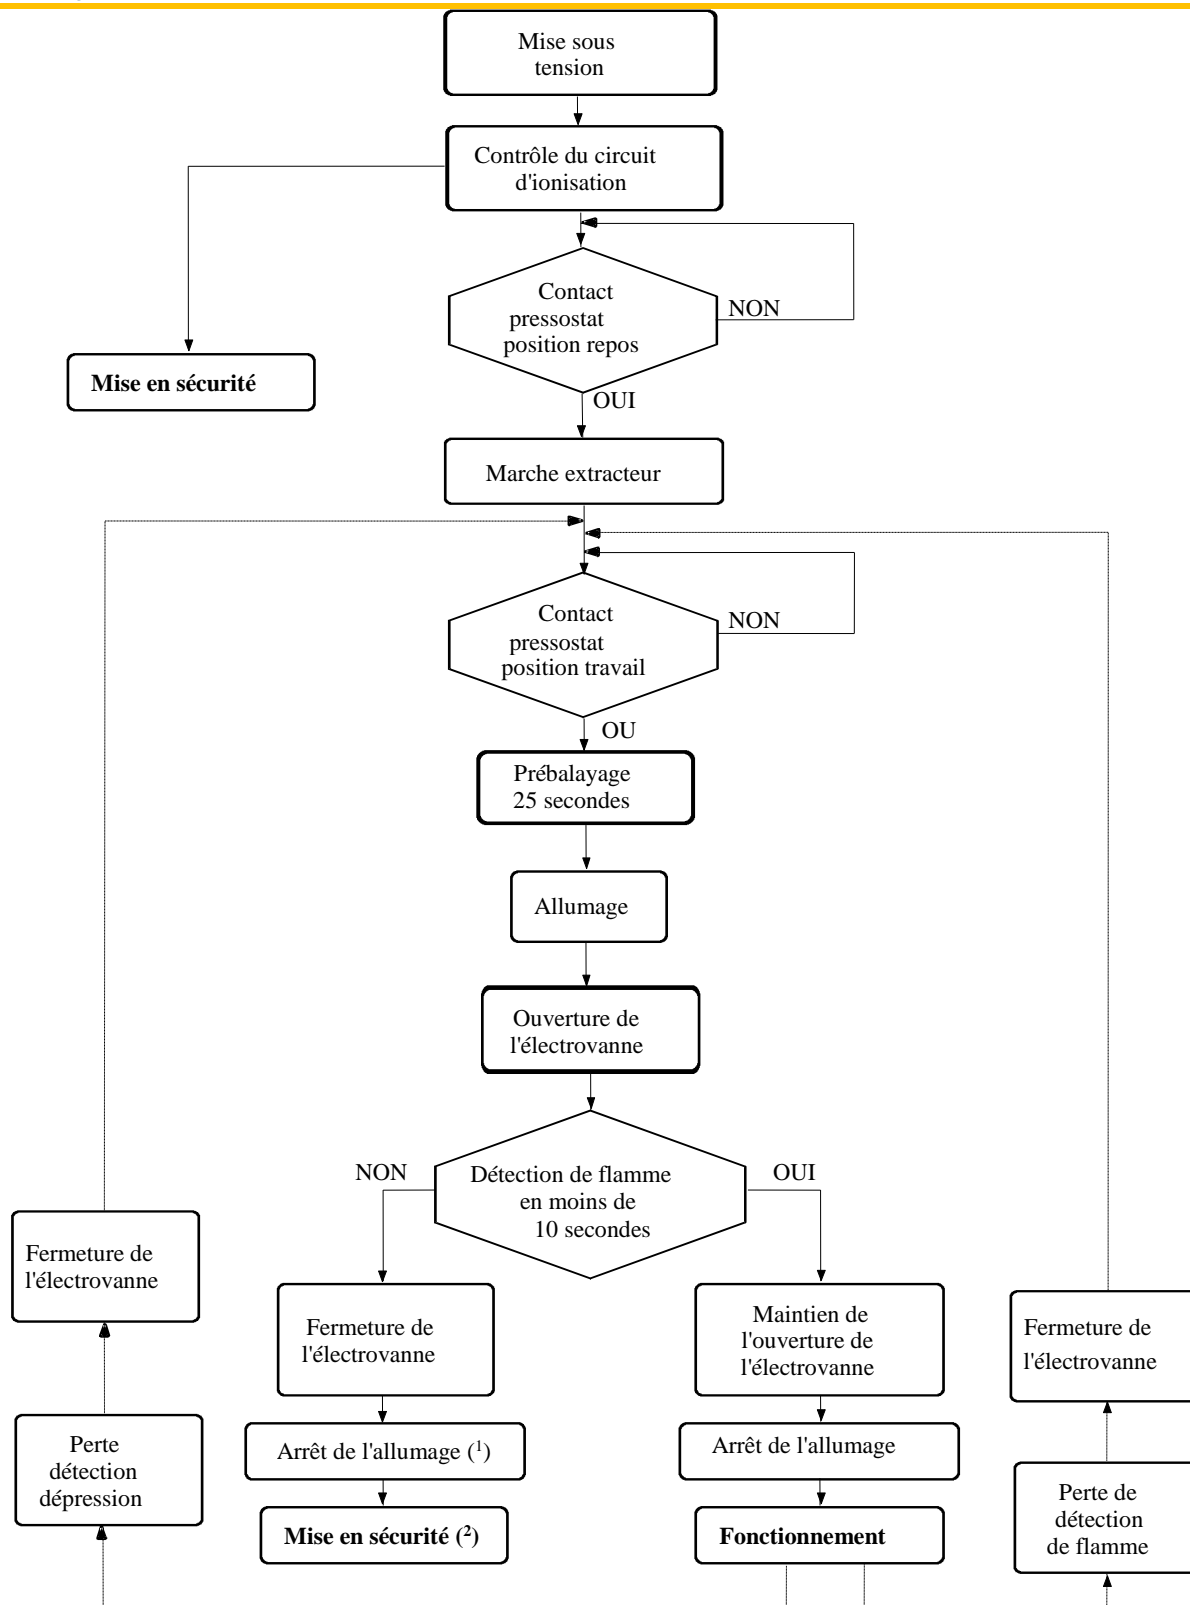 Mise sous
tension
Contrôle du circuit
d'ionisation
Contact
pressostat
position repos
NON
Mise en sécurité
OUI
Marche extracteur
Contact
pressostat
position travail
NON
OU
Prébalayage
25 secondes
Allumage
Ouverture de
l'électrovanne
NON
Détection de flamme
en moins de
10 secondes
OUI
Fermeture de
l'électrovanne
Fermeture de
l'électrovanne
Maintien de
l'ouverture de
l'électrovanne
Fermeture de
l'électrovanne
Perte
détection
dépression
Arrêt de l'allumage (¹)
Arrêt de l'allumage
Perte de
détection
de flamme
Mise en sécurité (²)
Fonctionnement